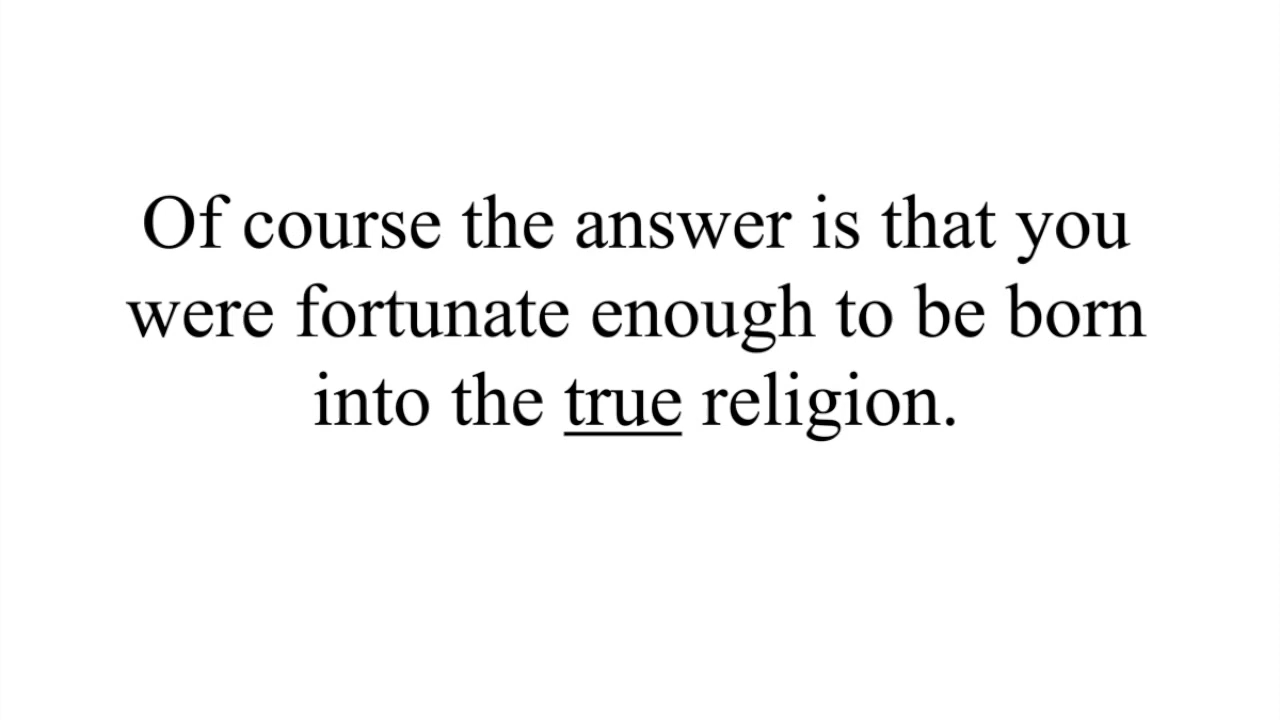 Of course the answer is that you
were fortunate enough to be born
into the true religion.